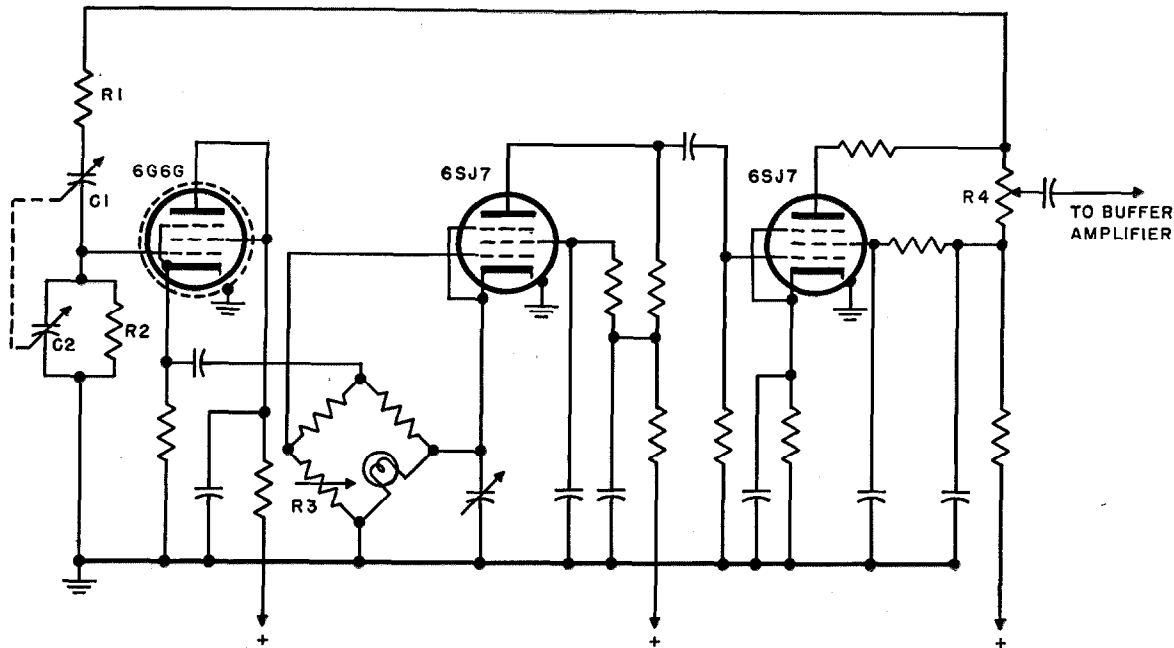 R1
C1
C2
R2
6G6G
R3
6SJ7
6SJ7
R4
TO BUFFER
AMPLIFIER
+
+
+